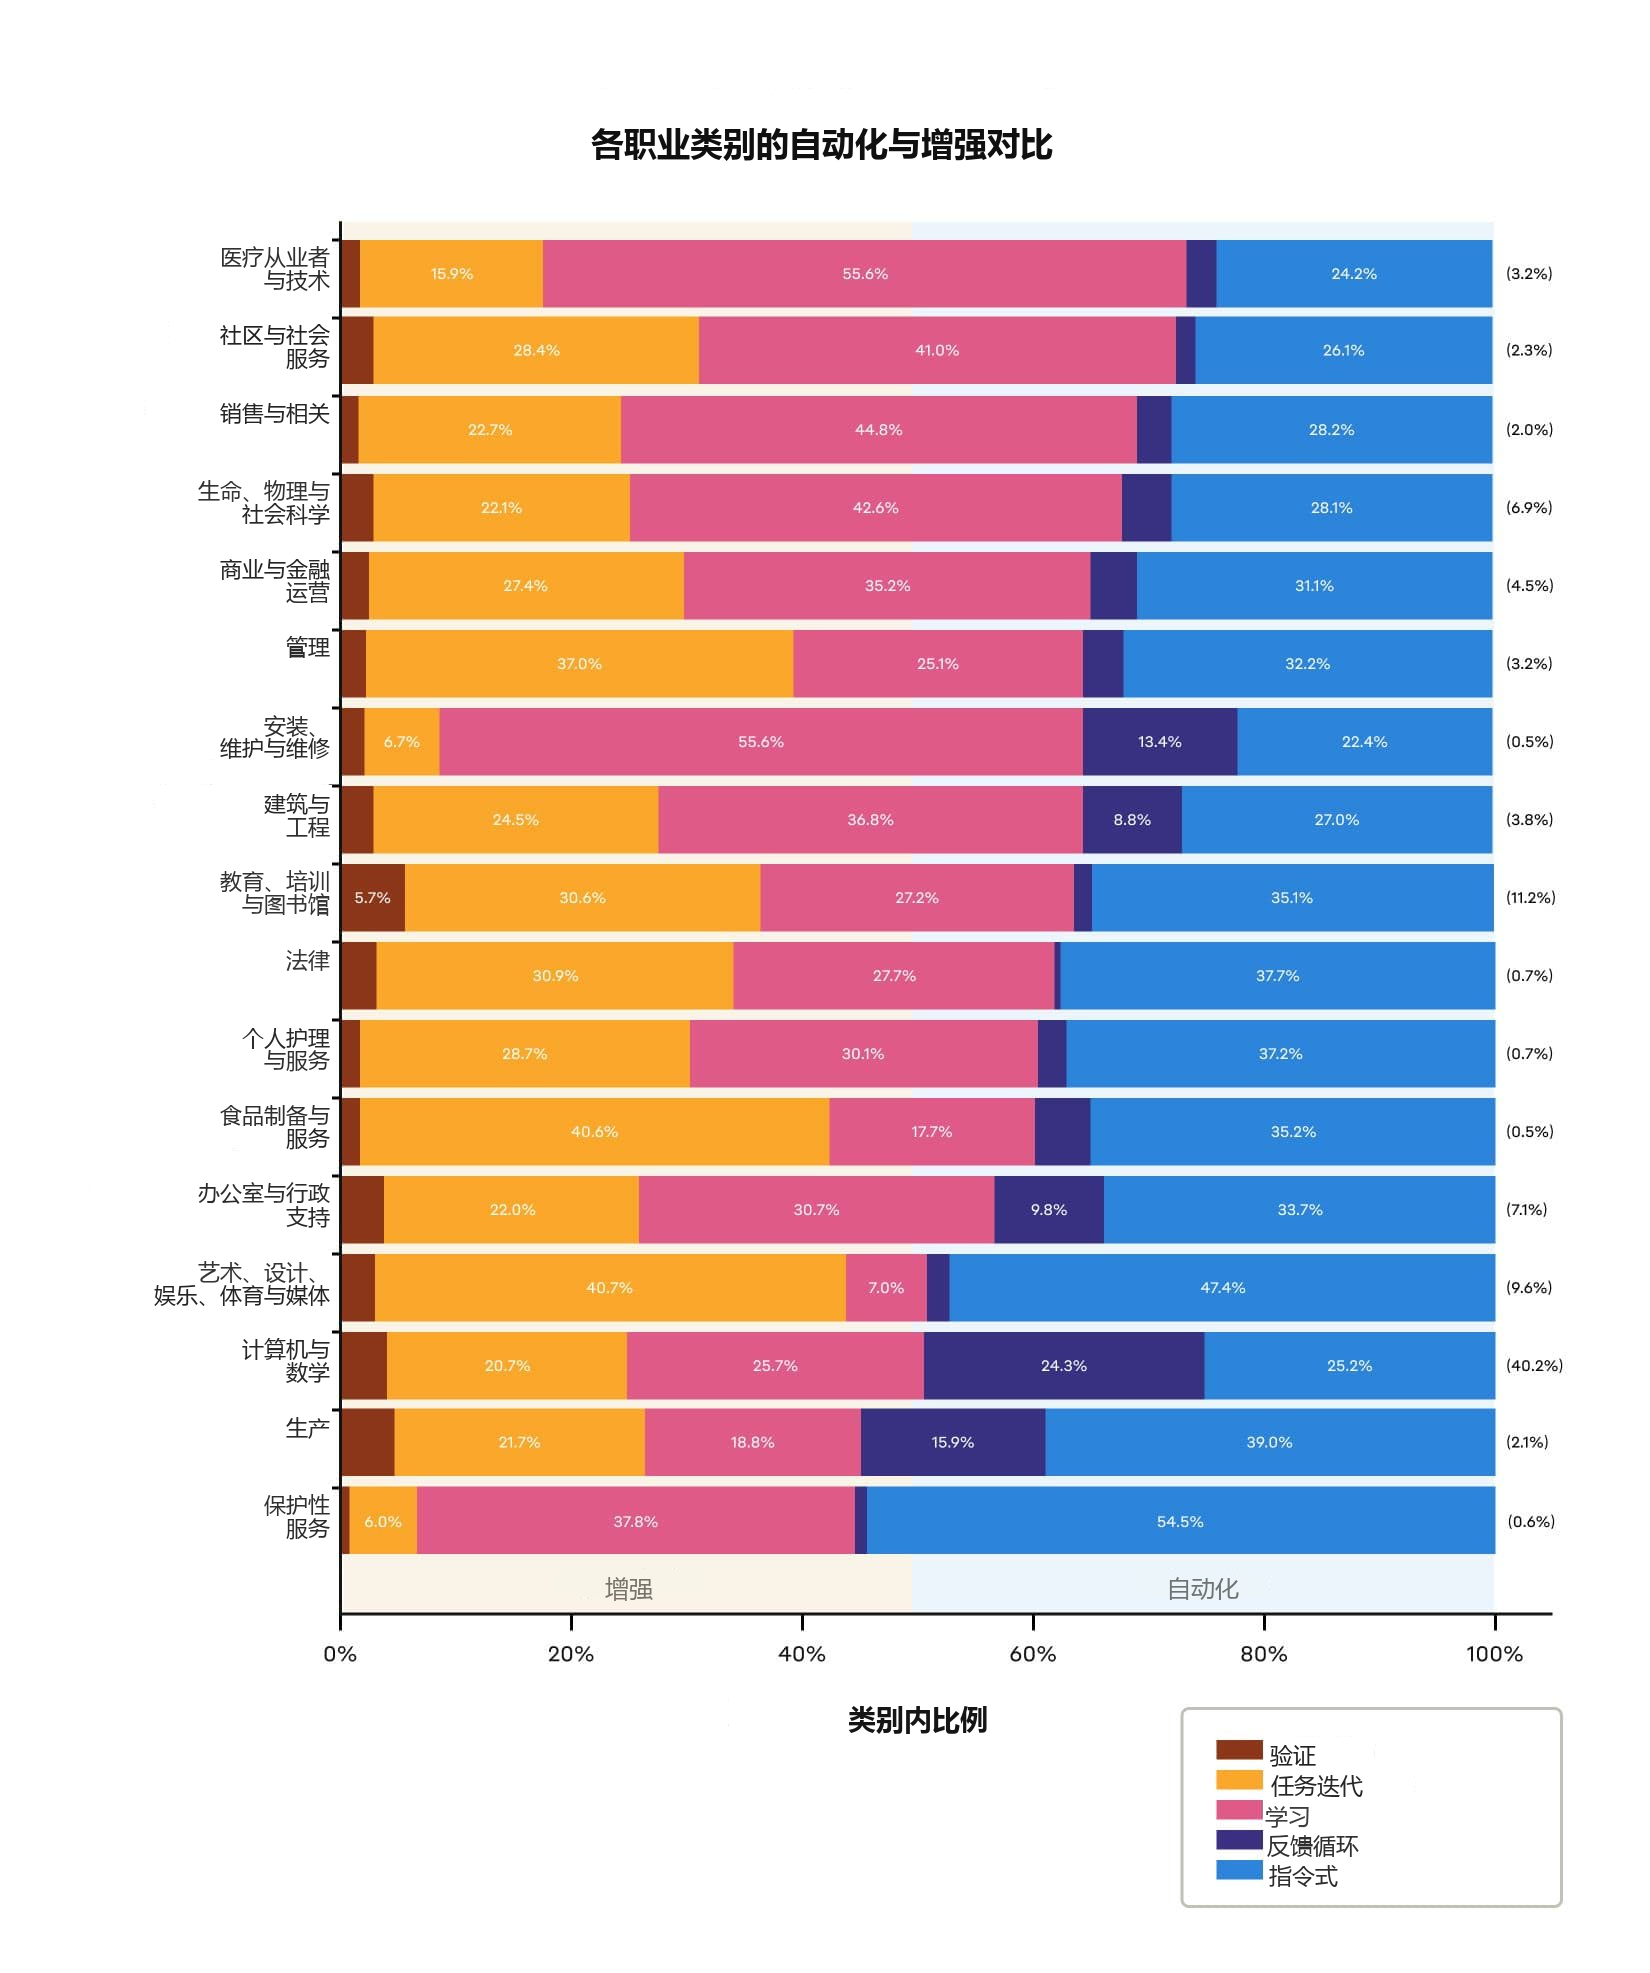 各职业类别的自动化与增强对比
医疗从业者
与技术
15.9% 55.6% 24.2% (3.2%)
社区与社会
服务
28.4% 41.0% 26.1% (2.3%)
销售与相关
22.7% 44.8% 28.2% (2.0%)
生命、物理与
社会科学
22.1% 42.6% 28.1% (6.9%)
商业与金融
运营
27.4% 35.2% 31.1% (4.5%)
管理
37.0% 25.1% 32.2% (3.2%)
安装、
维护与维修
6.7% 55.6% 13.4% 22.4% (0.5%)
建筑与
工程
24.5% 36.8% 8.8% 27.0% (3.8%)
教育、培训
与图书馆
5.7% 30.6% 27.2% 35.1% (11.2%)
法律
30.9% 27.7% 37.7% (0.7%)
个人护理
与服务
28.7% 30.1% 37.2% (0.7%)
食品制备与
服务
40.6% 17.7% 35.2% (0.5%)
办公室与行政
支持
22.0% 30.7% 9.8% 33.7% (7.1%)
艺术、设计、
娱乐、体育与媒体
40.7% 7.0% 47.4% (9.6%)
计算机与
数学
20.7% 25.7% 24.3% 25.2% (40.2%)
生产
21.7% 18.8% 15.9% 39.0% (2.1%)
保护性
服务
6.0% 37.8% 54.5% (0.6%)
增强 自动化
0% 20% 40% 60% 80% 100%
类别内比例
验证
任务迭代
学习
反馈循环
指令式